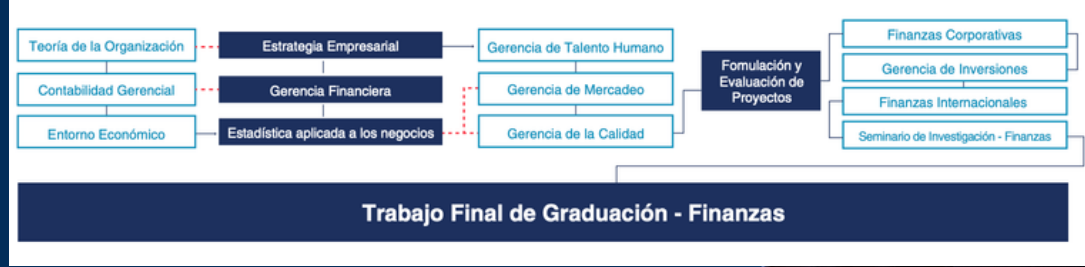 Teoría de la Organización
Contabilidad Gerencial
Entorno Económico
Estrategia Empresarial
Gerencia Financiera
Estadística aplicada a los negocios
Gerencia de Talento Humano
Gerencia de Mercadeo
Gerencia de la Calidad
Fomulación y
Evaluación de
Proyectos
Finanzas Corporativas
Gerencia de Inversiones
Finanzas Internacionales
Seminario de Investigación - Finanzas
Trabajo Final de Graduación - Finanzas